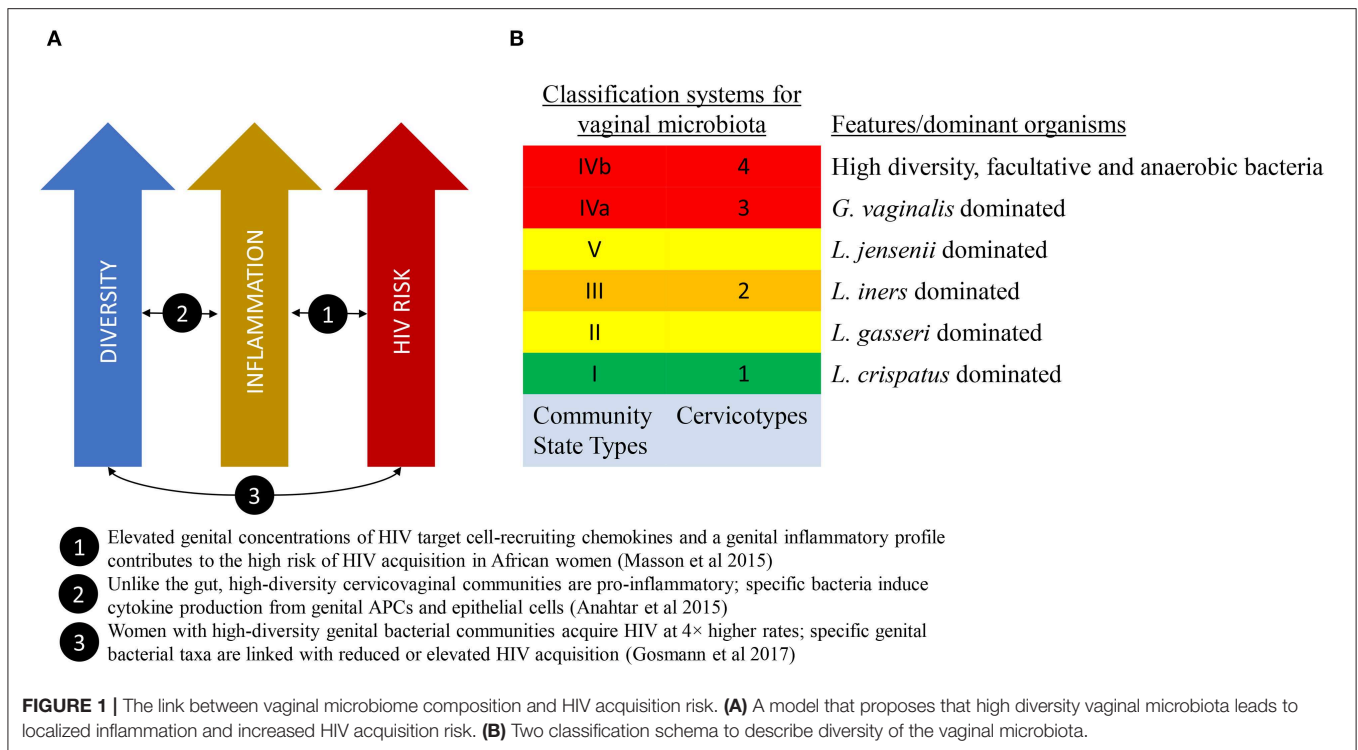 A
DIVERSITY
INFLAMMATION
HIV RISK
2
1
3
1 Elevated genital concentrations of HIV target cell-recruiting chemokines and a genital inflammatory profile
contributes to the high risk of HIV acquisition in African women (Masson et al 2015)
2 Unlike the gut, high-diversity cervicovaginal communities are pro-inflammatory; specific bacteria induce
cytokine production from genital APCs and epithelial cells (Anahtar et al 2015)
3 Women with high-diversity genital bacterial communities acquire HIV at 4× higher rates; specific genital
bacterial taxa are linked with reduced or elevated HIV acquisition (Gosmann et al 2017)
B
Classification systems for
vaginal microbiota
Features/dominant organisms
IVb 4 High diversity, facultative and anaerobic bacteria
IVa 3 G. vaginalis dominated
V L. jensenii dominated
III 2 L. iners dominated
II L. gasseri dominated
I 1 L. crispatus dominated
Community Cervicotypes
State Types
FIGURE 1 | The link between vaginal microbiome composition and HIV acquisition risk. (A) A model that proposes that high diversity vaginal microbiota leads to
localized inflammation and increased HIV acquisition risk. (B) Two classification schema to describe diversity of the vaginal microbiota.